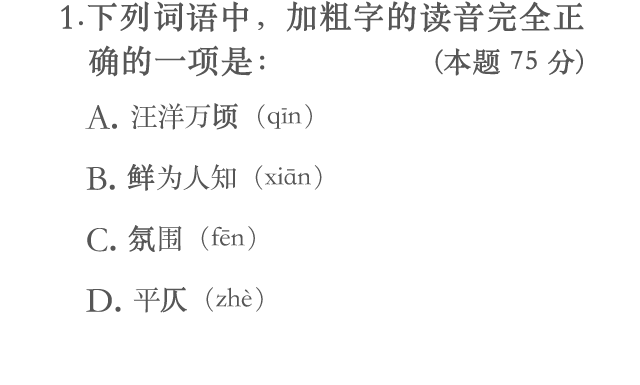 1.下列词语中，加粗字的读音完全正
确的一项是： (本题 75 分)
A. 汪洋万顷（qīn）
B. 鲜为人知（xiān）
C. 氛围（fēn）
D. 平仄（zhè）